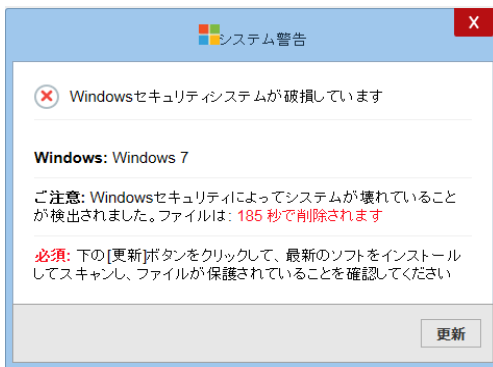 システム警告
X
Windowsセキュリティシステムが破損しています
Windows: Windows 7
ご注意: Windowsセキュリティによってシステムが壊れていること
が検出されました。ファイルは: 185 秒で削除されます
必須: 下の[更新]ボタンをクリックして、最新のソフトをインストール
してスキャンし、ファイルが保護されていることを確認してください
更新